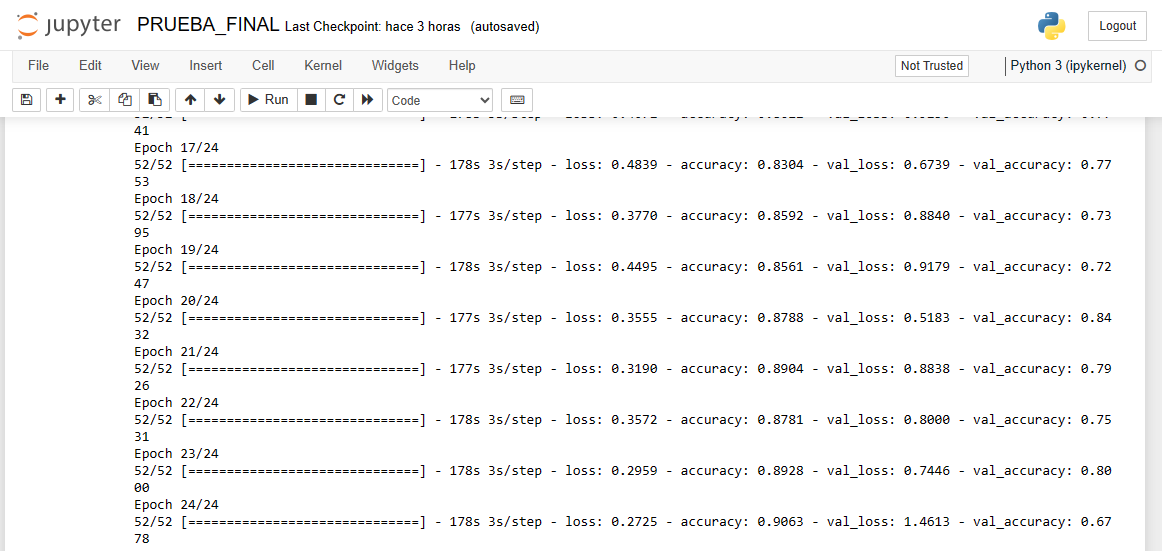 jupyter PRUEBA_FINAL Last Checkpoint: hace 3 horas (autosaved)
Logout
File Edit View Insert Cell Kernel Widgets Help
Not Trusted
Python 3 (ipykernel)
Run
Code
41
Epoch 17/24
52/52 [==============================] - 178s 3s/step - loss: 0.4839 - accuracy: 0.8304 - val_loss: 0.6739 - val_accuracy: 0.77
53
Epoch 18/24
52/52 [==============================] - 177s 3s/step - loss: 0.3770 - accuracy: 0.8592 - val_loss: 0.8840 - val_accuracy: 0.73
95
Epoch 19/24
52/52 [==============================] - 178s 3s/step - loss: 0.4495 - accuracy: 0.8561 - val_loss: 0.9179 - val_accuracy: 0.72
47
Epoch 20/24
52/52 [==============================] - 177s 3s/step - loss: 0.3555 - accuracy: 0.8788 - val_loss: 0.5183 - val_accuracy: 0.84
32
Epoch 21/24
52/52 [==============================] - 177s 3s/step - loss: 0.3190 - accuracy: 0.8904 - val_loss: 0.8838 - val_accuracy: 0.79
26
Epoch 22/24
52/52 [==============================] - 178s 3s/step - loss: 0.3572 - accuracy: 0.8781 - val_loss: 0.8000 - val_accuracy: 0.75
31
Epoch 23/24
52/52 [==============================] - 178s 3s/step - loss: 0.2959 - accuracy: 0.8928 - val_loss: 0.7446 - val_accuracy: 0.80
00
Epoch 24/24
52/52 [==============================] - 178s 3s/step - loss: 0.2725 - accuracy: 0.9063 - val_loss: 1.4613 - val_accuracy: 0.67
78